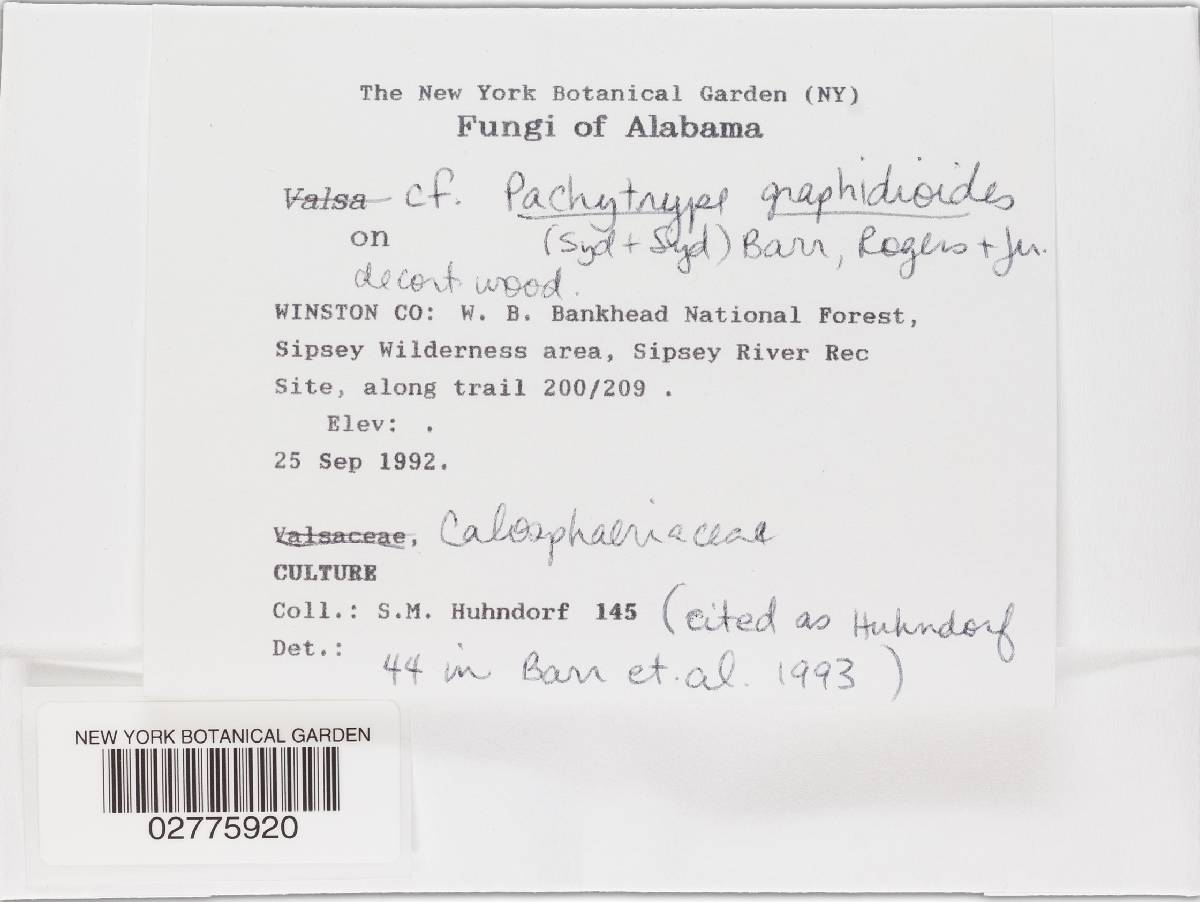 The New York Botanical Garden (NY)
Fungi of Alabama
Valsa cf. Pachytrype graphidioides
on (Syd + Syd) Barr, Rogers + Ju.
decort wood.
WINSTON CO: W. B. Bankhead National Forest,
Sipsey Wilderness area, Sipsey River Rec
Site, along trail 200/209 .
Elev: .
25 Sep 1992.
Valsaceae, Calosphaeriaceae
CULTURE
Coll.: S.M. Huhndorf 145 (cited as Huhndorf
Det.: 44 in Barr et. al. 1993)
NEW YORK BOTANICAL GARDEN
02775920